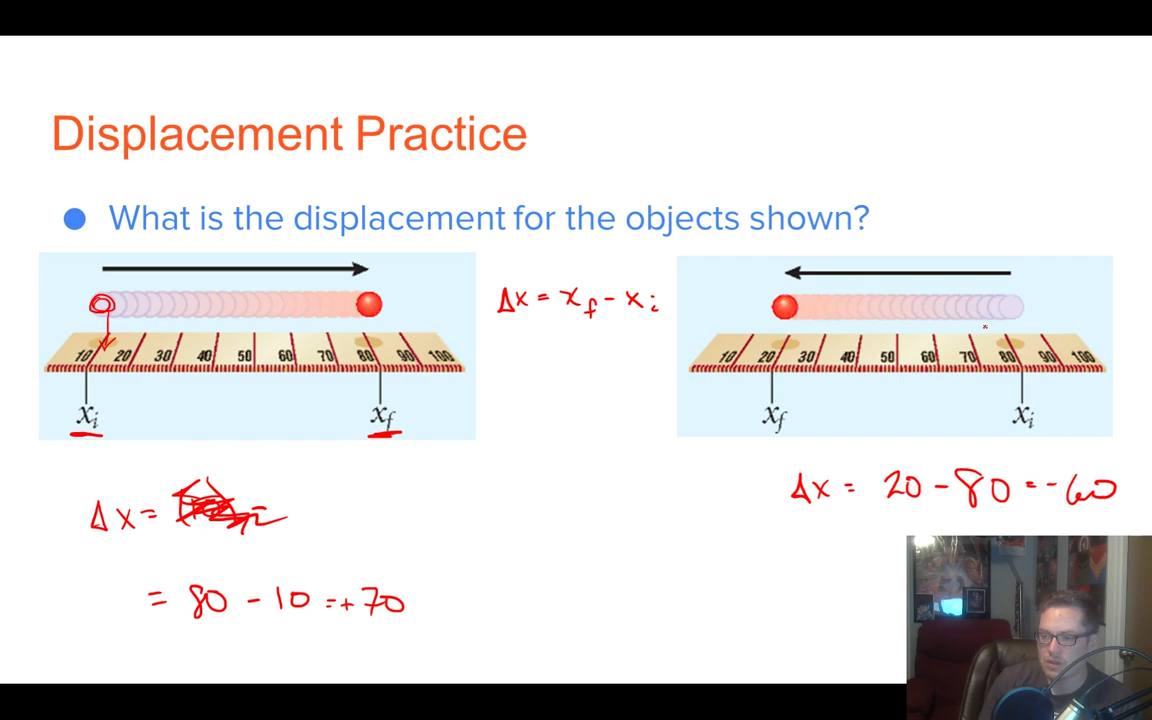 Displacement Practice
● What is the displacement for the objects shown?
Δx = x_f - x_i
10 20 30 40 50 60 70 80 90 100
x_i x_f
10 20 30 40 50 60 70 80 90 100
x_f x_i
Δx =
= 80 - 10 = +70
Δx = 20 - 80 = -60